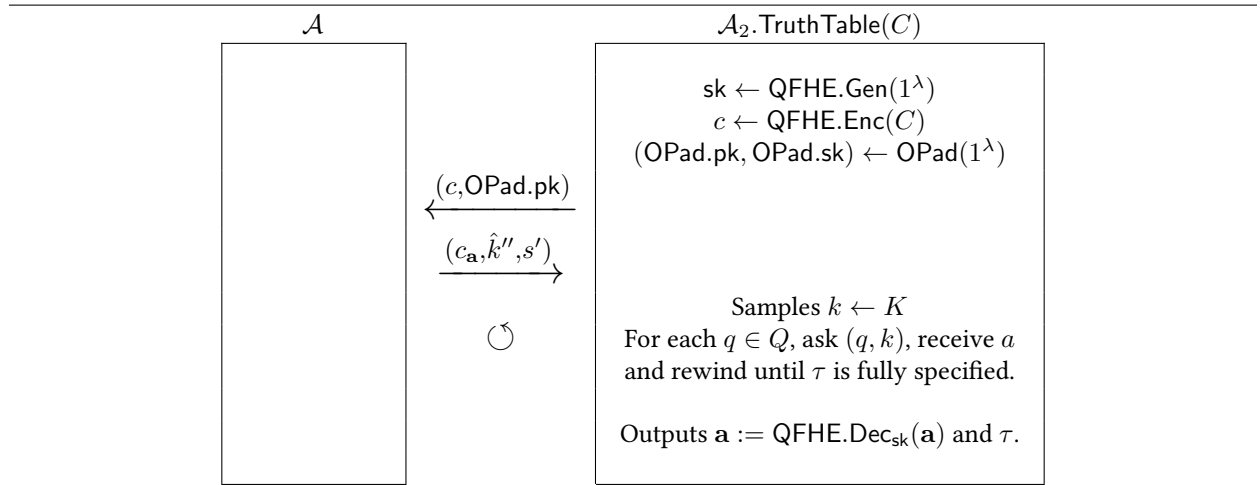 𝒜 𝒜₂.TruthTable(C)
sk ← QFHE.Gen(1^λ)
c ← QFHE.Enc(C)
(OPad.pk, OPad.sk) ← OPad(1^λ)
(c,OPad.pk)
(c_𝐚,k̂′′,s′)
Samples k ← K
For each q ∈ Q, ask (q, k), receive a
and rewind until τ is fully specified.
Outputs 𝐚 := QFHE.Dec_sk(𝐚) and τ.